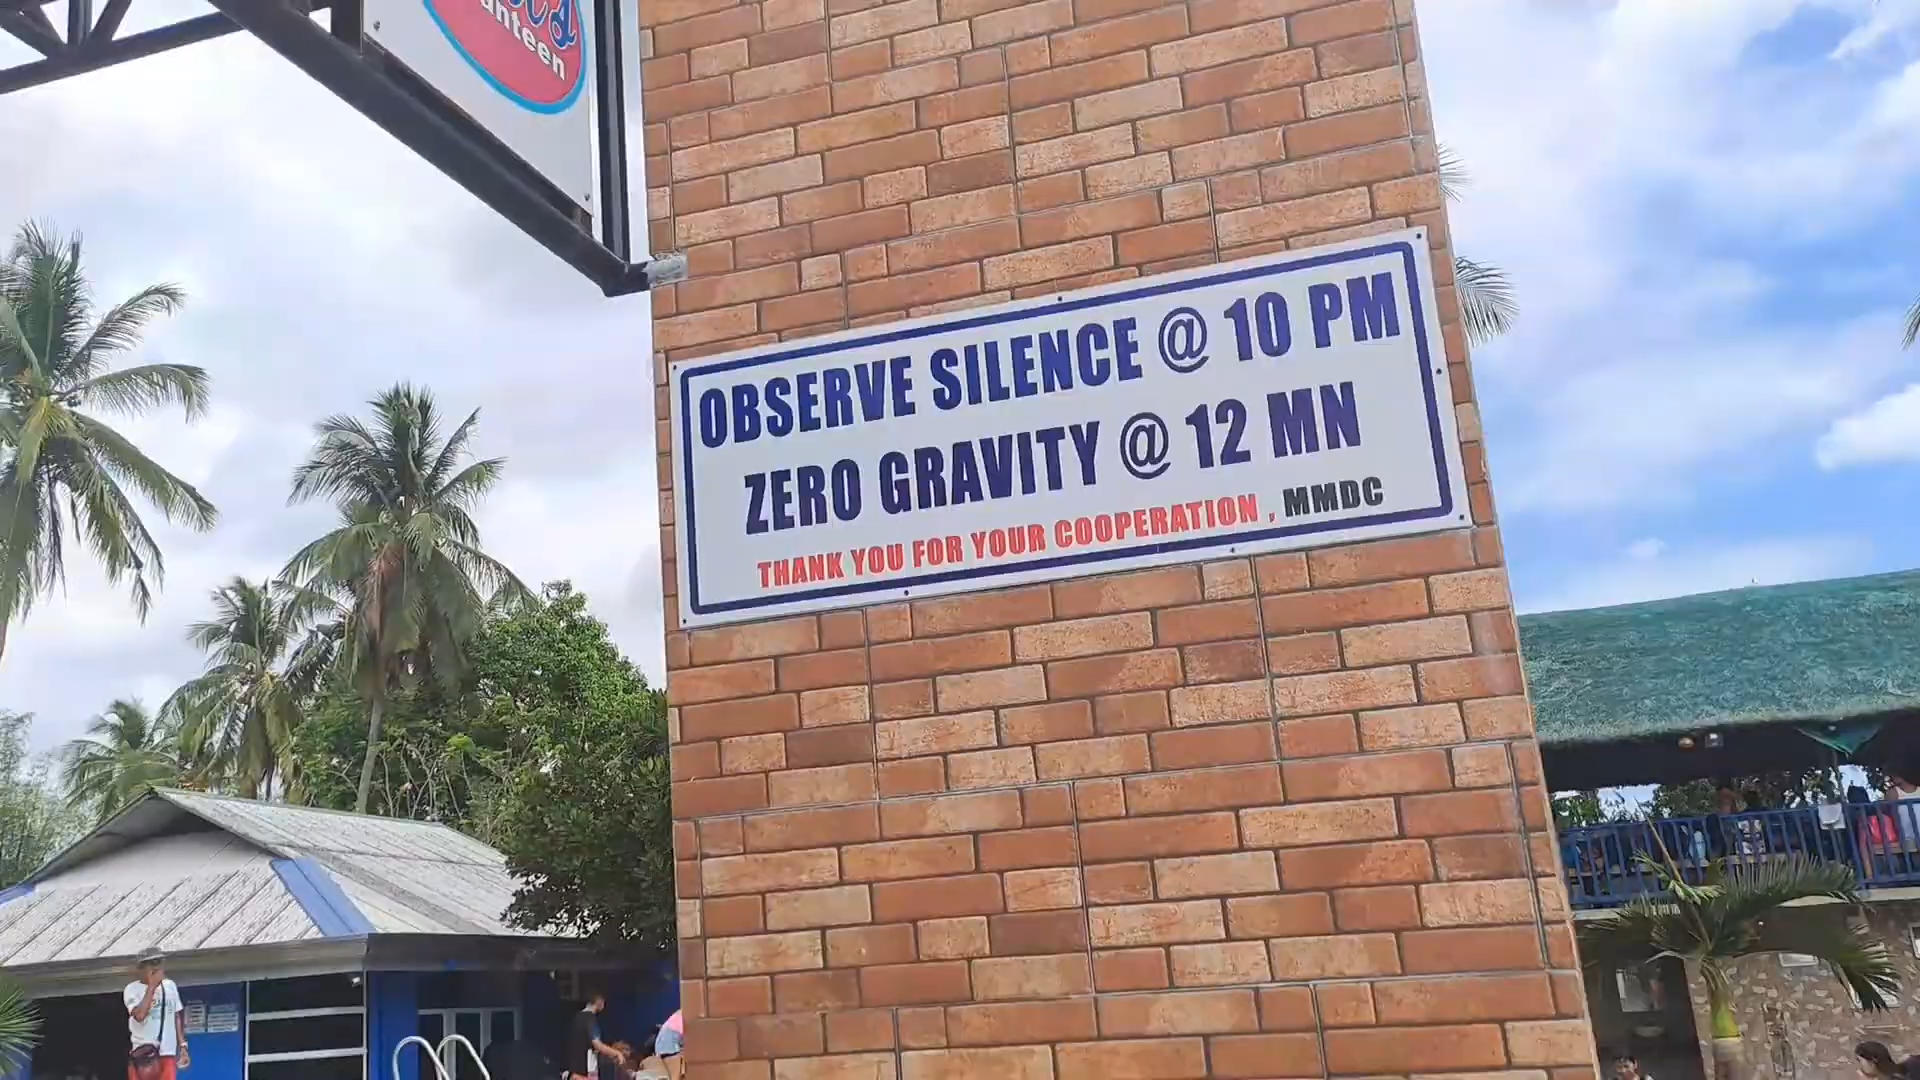 OBSERVE SILENCE @ 10 PM
ZERO GRAVITY @ 12 MN
THANK YOU FOR YOUR COOPERATION , MMDC